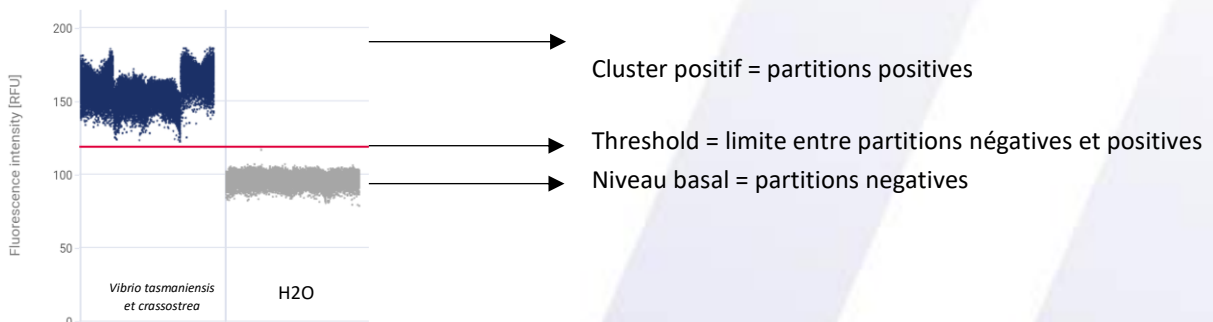 200
150
100
50
0
Fluorescence intensity [RFU]
Vibrio tasmaniensis
et crassostrea
H2O
Cluster positif = partitions positives
Threshold = limite entre partitions négatives et positives
Niveau basal = partitions negatives